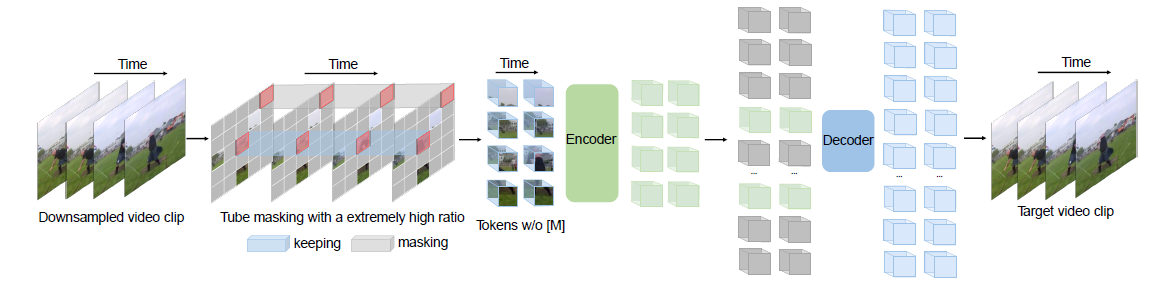 Time
Time
Time
Time
Encoder
Decoder
...
...
...
...
Downsampled video clip
Tube masking with a extremely high ratio
Tokens w/o [M]
Target video clip
keeping
masking